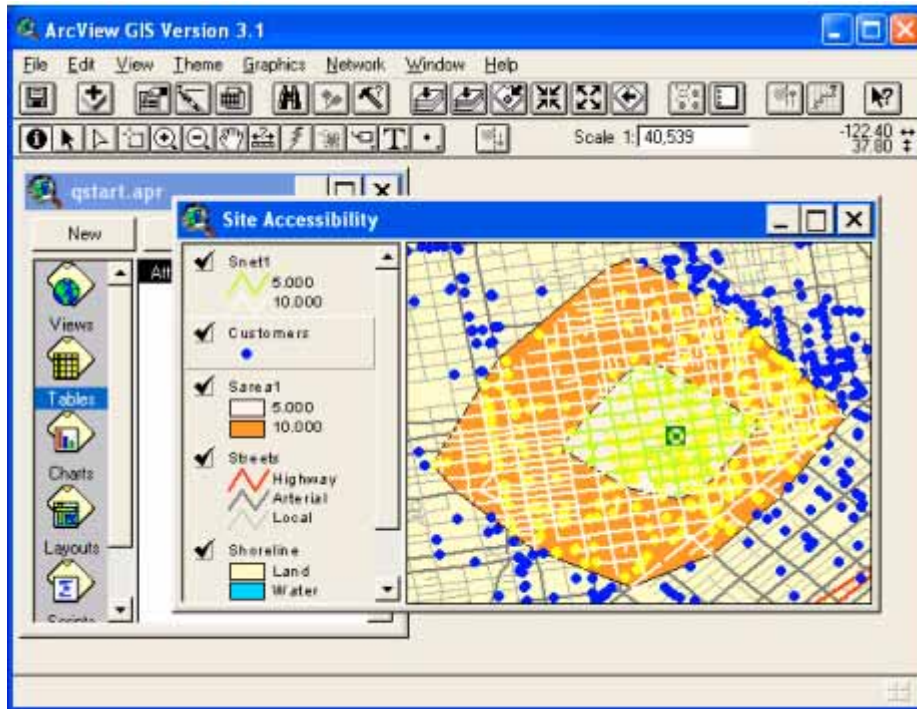 ArcView GIS Version 3.1
File Edit View Theme Graphics Network Window Help
Scale 1: 40,539
-122.40
37.80
qstart.apr
New
Att
Views
Tables
Charts
Layouts
Scripts
Site Accessibility
Snet1
5.000
10.000
Customers
Sarea1
5.000
10.000
Streets
Highway
Arterial
Local
Shoreline
Land
Water